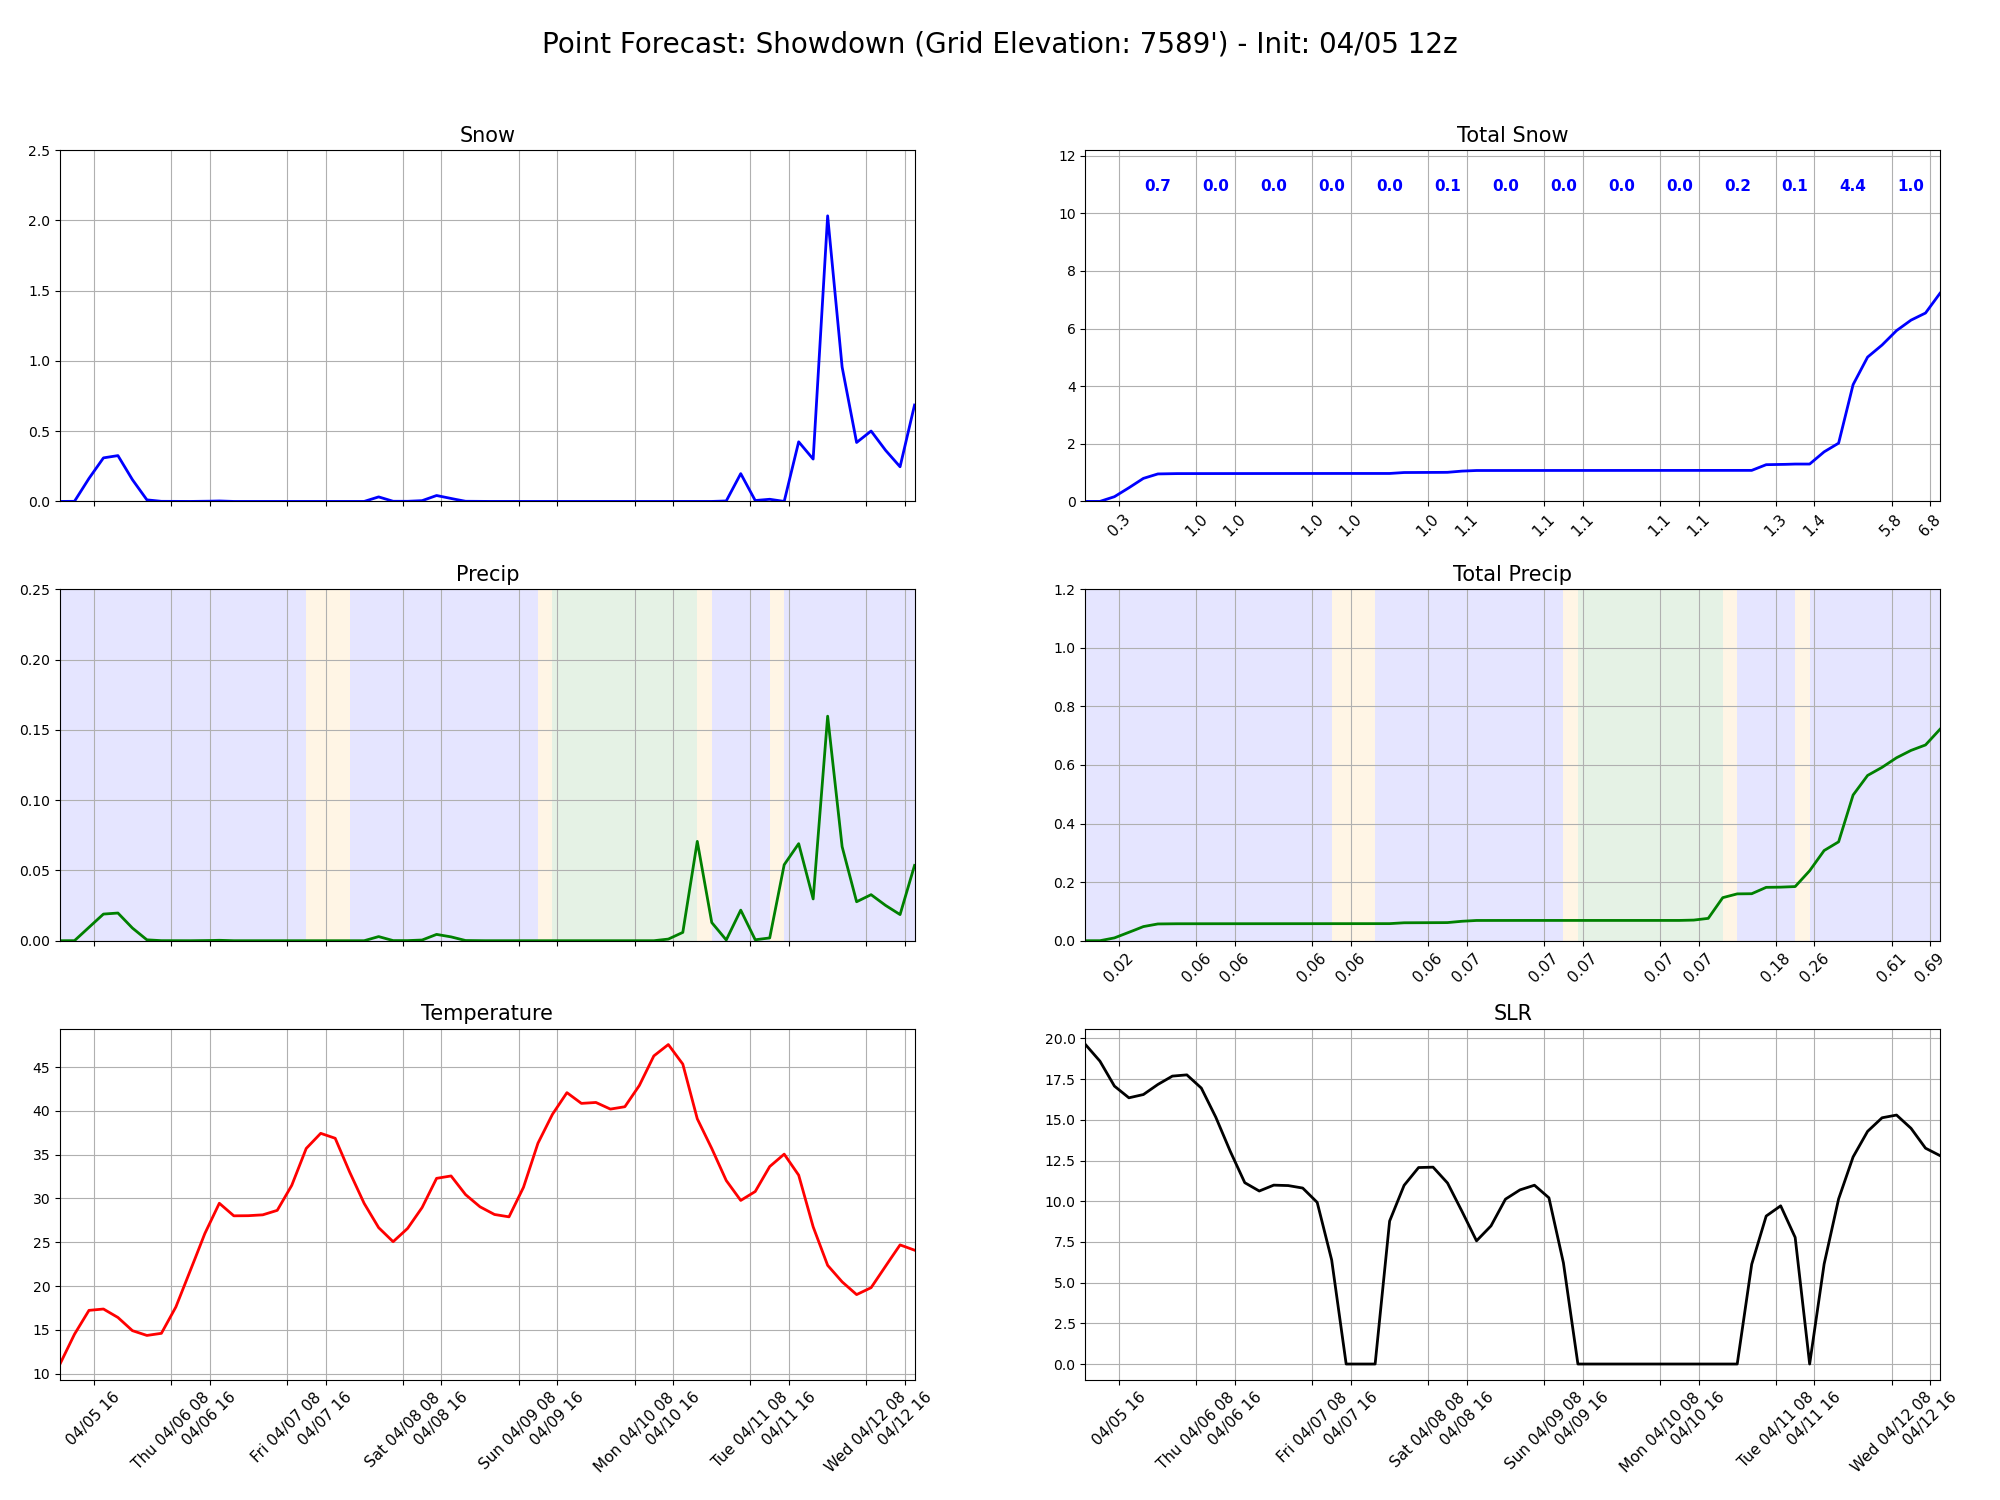 Point Forecast: Showdown (Grid Elevation: 7589') - Init: 04/05 12z
Snow
2.5
2.0
1.5
1.0
0.5
0.0
Total Snow
12
10
8
6
4
2
0
0.7 0.0 0.0 0.0 0.0 0.1 0.0 0.0 0.0 0.0 0.2 0.1 4.4 1.0
0.3 1.0 1.0 1.0 1.0 1.0 1.1 1.1 1.1 1.1 1.1 1.3 1.4 5.8 6.8
Precip
0.25
0.20
0.15
0.10
0.05
0.00
Total Precip
1.2
1.0
0.8
0.6
0.4
0.2
0.0
0.02 0.06 0.06 0.06 0.06 0.06 0.07 0.07 0.07 0.07 0.07 0.18 0.26 0.61 0.69
Temperature
45
40
35
30
25
20
15
10
04/05 16
Thu 04/06 08
04/06 16
Fri 04/07 08
04/07 16
Sat 04/08 08
04/08 16
Sun 04/09 08
04/09 16
Mon 04/10 08
04/10 16
Tue 04/11 08
04/11 16
Wed 04/12 08
04/12 16
SLR
20.0
17.5
15.0
12.5
10.0
7.5
5.0
2.5
0.0
04/05 16
Thu 04/06 08
04/06 16
Fri 04/07 08
04/07 16
Sat 04/08 08
04/08 16
Sun 04/09 08
04/09 16
Mon 04/10 08
04/10 16
Tue 04/11 08
04/11 16
Wed 04/12 08
04/12 16